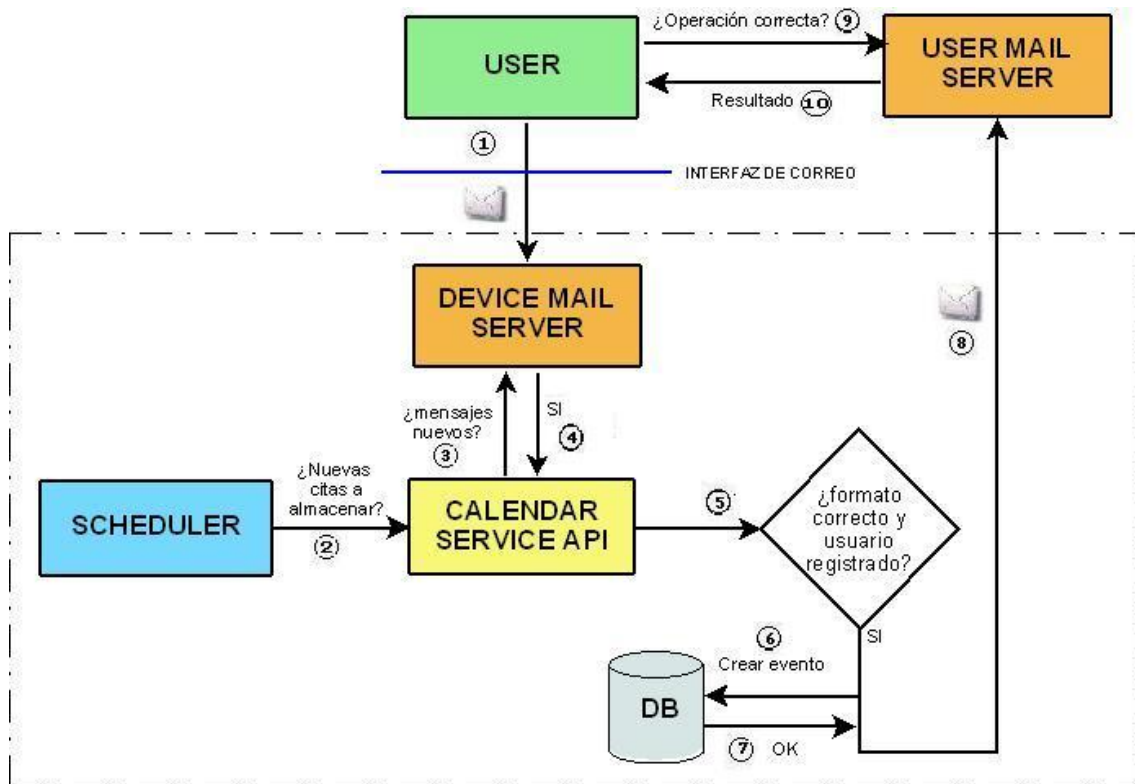 ¿Operación correcta? 9
USER
USER MAIL
SERVER
Resultado 10
1
INTERFAZ DE CORREO
DEVICE MAIL
SERVER
8
¿mensajes
nuevos?
3
SI
4
¿Nuevas
citas a
almacenar?
2
SCHEDULER
CALENDAR
SERVICE API
5
¿formato
correcto y
usuario
registrado?
SI
6
Crear evento
DB
7 OK